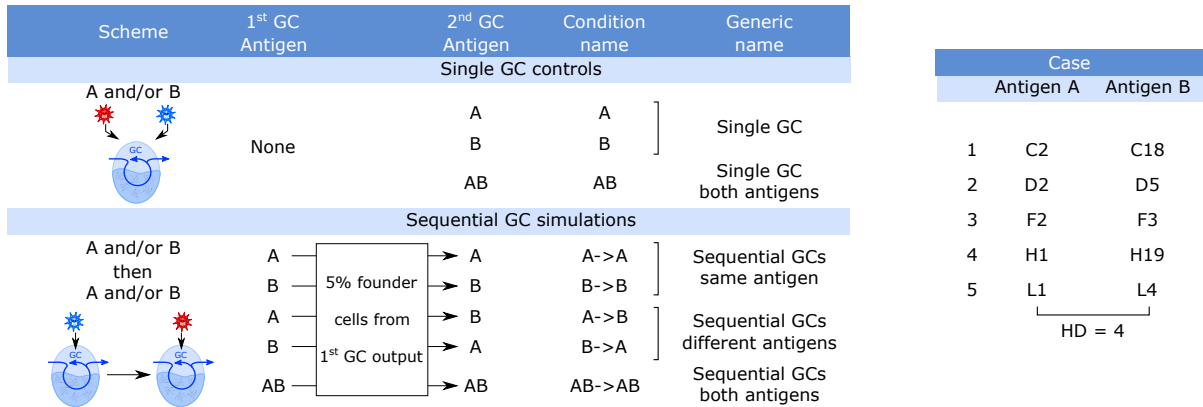 Scheme 1st GC Antigen 2nd GC Antigen Condition name Generic name
Single GC controls
A and/or B
GC
None
A A
B B
Single GC
AB AB Single GC both antigens
Sequential GC simulations
A and/or B
then
A and/or B
GC GC
5% founder
cells from
1st GC output
A A A->A
B B B->B
Sequential GCs
same antigen
A B A->B
B A B->A
Sequential GCs
different antigens
AB AB AB->AB
Sequential GCs
both antigens
Case
Antigen A Antigen B
1 C2 C18
2 D2 D5
3 F2 F3
4 H1 H19
5 L1 L4
HD = 4